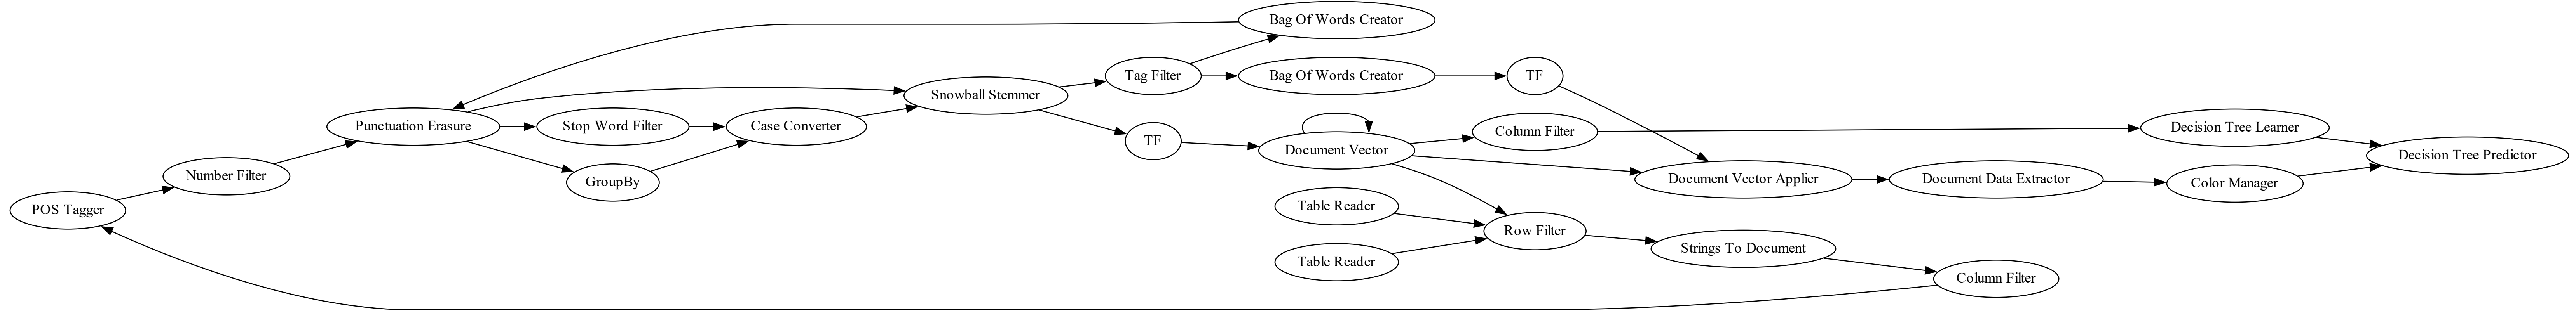 Bag Of Words Creator
Tag Filter
Bag Of Words Creator
TF
Snowball Stemmer
Punctuation Erasure
Stop Word Filter
Case Converter
Column Filter
Decision Tree Learner
TF
Document Vector
Decision Tree Predictor
Number Filter
GroupBy
Document Vector Applier
Document Data Extractor
Color Manager
POS Tagger
Table Reader
Row Filter
Strings To Document
Table Reader
Column Filter